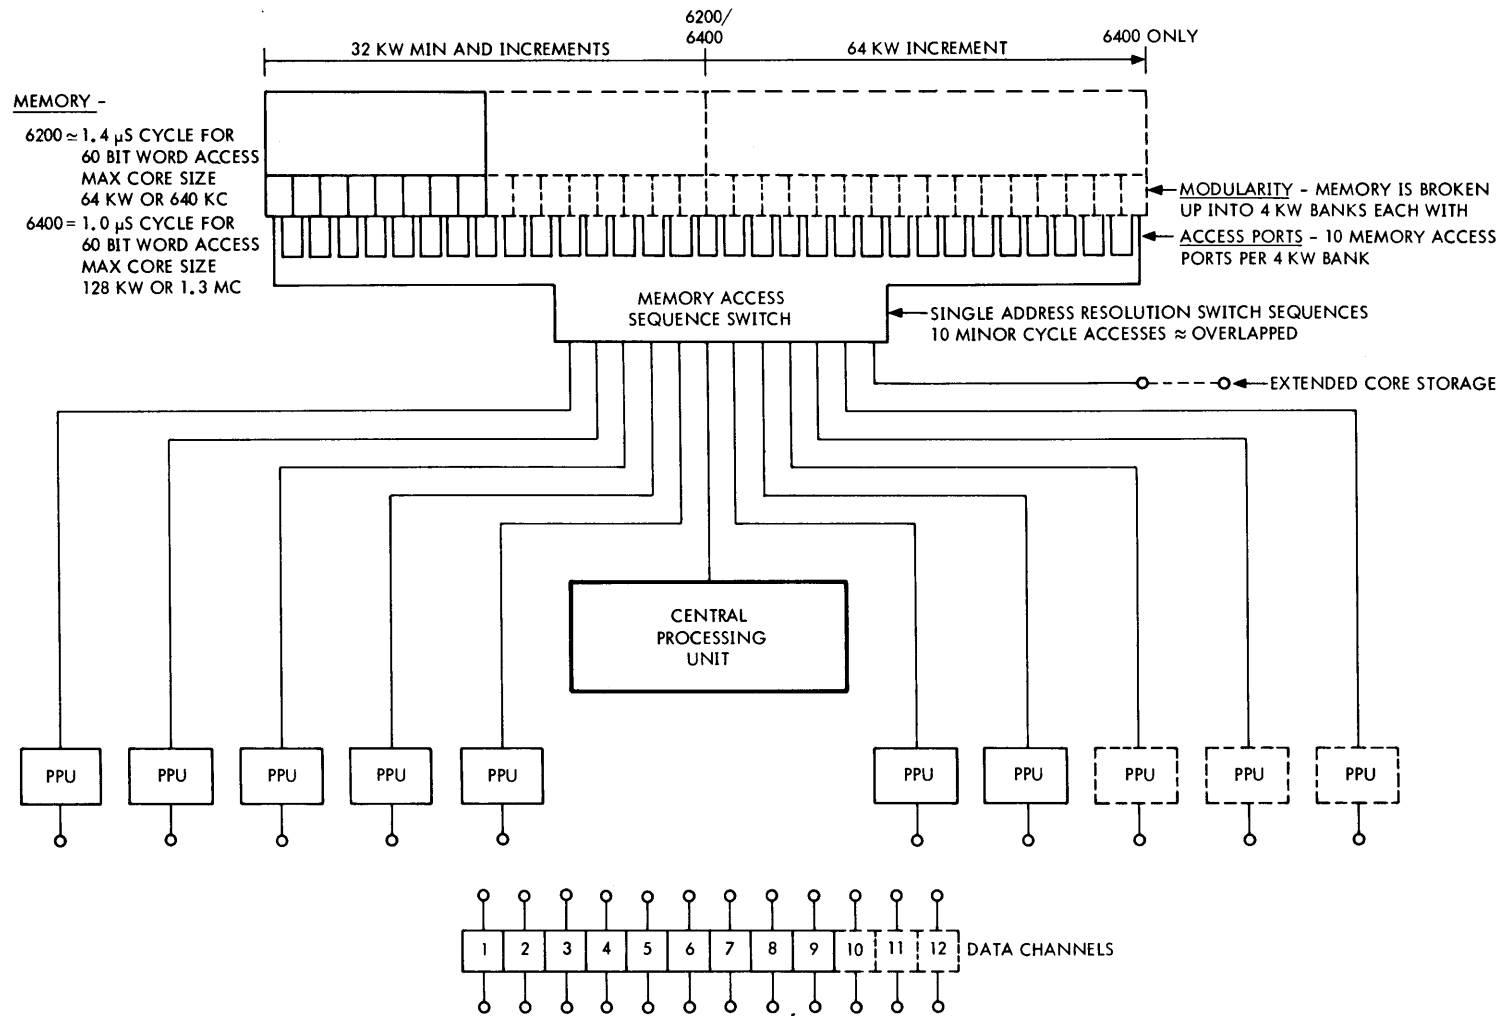 6200/
6400
32 KW MIN AND INCREMENTS
64 KW INCREMENT
6400 ONLY
MEMORY -
6200 ≃ 1.4 µS CYCLE FOR
60 BIT WORD ACCESS
MAX CORE SIZE
64 KW OR 640 KC
6400 = 1.0 µS CYCLE FOR
60 BIT WORD ACCESS
MAX CORE SIZE
128 KW OR 1.3 MC
MODULARITY - MEMORY IS BROKEN
UP INTO 4 KW BANKS EACH WITH
ACCESS PORTS - 10 MEMORY ACCESS
PORTS PER 4 KW BANK
MEMORY ACCESS
SEQUENCE SWITCH
SINGLE ADDRESS RESOLUTION SWITCH SEQUENCES
10 MINOR CYCLE ACCESSES ≈ OVERLAPPED
EXTENDED CORE STORAGE
CENTRAL
PROCESSING
UNIT
PPU PPU PPU PPU PPU PPU PPU PPU PPU PPU
1 2 3 4 5 6 7 8 9 10 11 12 DATA CHANNELS